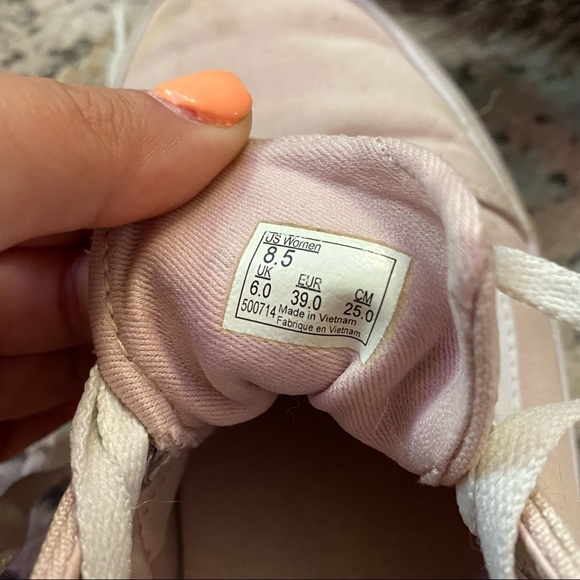 US Women
8.5
UK EUR CM
6.0 39.0 25.0
500714 Made in Vietnam
Fabrique en Vietnam